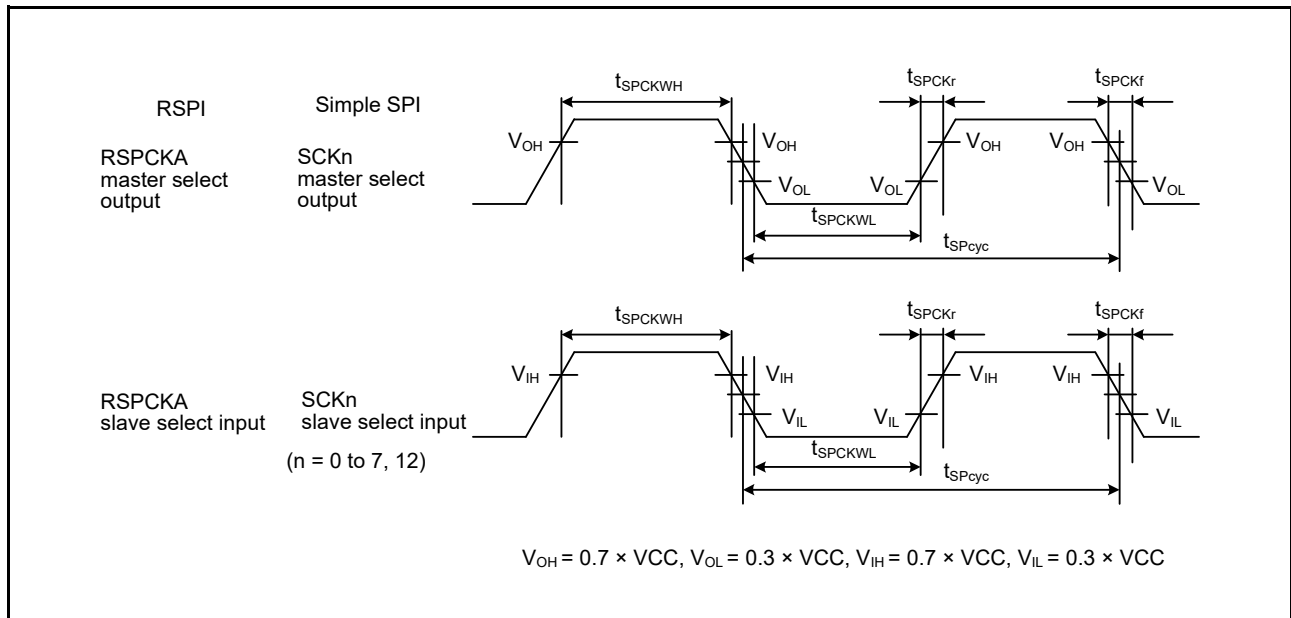 RSPI Simple SPI
tSPCKWH tSPCKr tSPCKf
VOH VOH VOH VOH
RSPCKA
master select
output
SCKn
master select
output
VOL VOL VOL
tSPCKWL
tSPcyc
tSPCKWH tSPCKr tSPCKf
VIH VIH VIH VIH
RSPCKA
slave select input
SCKn
slave select input
(n = 0 to 7, 12)
VIL VIL VIL
tSPCKWL
tSPcyc
VOH = 0.7 × VCC, VOL = 0.3 × VCC, VIH = 0.7 × VCC, VIL = 0.3 × VCC